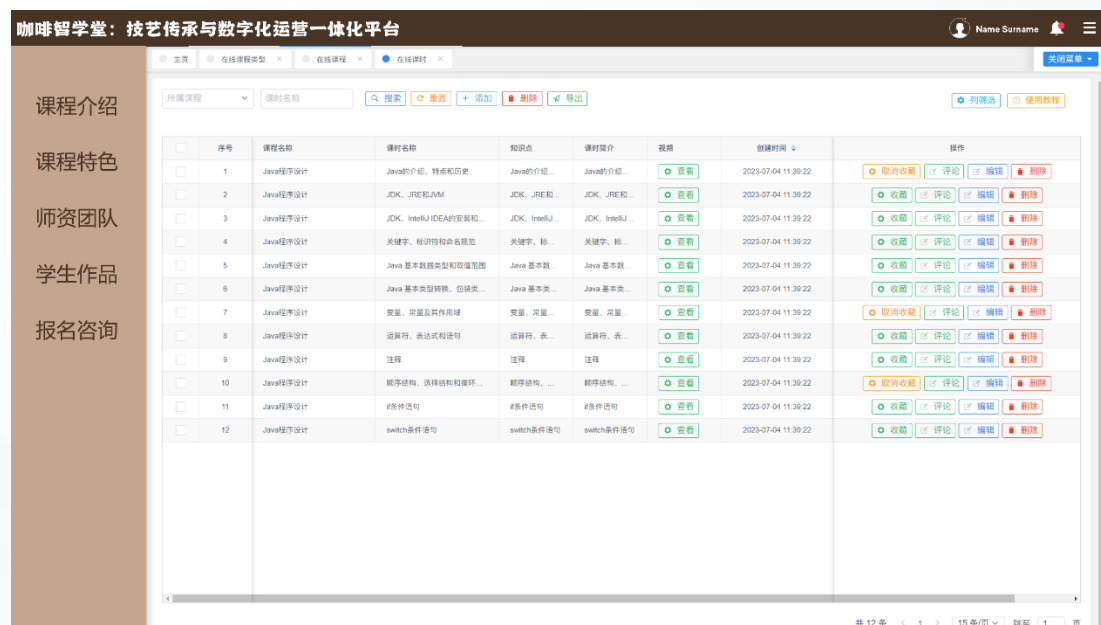 咖啡智学堂：技艺传承与数字化运营一体化平台 Name Surname
主页 在线课程类型 × 在线课程 × 在线课时 × 关闭菜单
课程介绍
课程特色
师资团队
学生作品
报名咨询
所属课程 课时名称 搜索 重置 添加 删除 导出 列筛选 使用教程
序号 课程名称 课时名称 知识点 课时简介 视频 创建时间 操作
1 Java程序设计 Java的介绍、特点和历史 Java的介绍... Java的介绍... 查看 2023-07-04 11:39:22 取消收藏 评论 编辑 删除
2 Java程序设计 JDK、JRE和JVM JDK、JRE和... JDK、JRE和... 查看 2023-07-04 11:39:22 收藏 评论 编辑 删除
3 Java程序设计 JDK、IntelliJ IDEA的安装和... JDK、IntelliJ... JDK、IntelliJ... 查看 2023-07-04 11:39:22 收藏 评论 编辑 删除
4 Java程序设计 关键字、标识符和命名规范 关键字、标... 关键字、标... 查看 2023-07-04 11:39:22 收藏 评论 编辑 删除
5 Java程序设计 Java 基本数据类型和取值范围 Java 基本数... Java 基本数... 查看 2023-07-04 11:39:22 收藏 评论 编辑 删除
6 Java程序设计 Java 基本类型转换、包装类... Java 基本类... Java 基本类... 查看 2023-07-04 11:39:22 收藏 评论 编辑 删除
7 Java程序设计 变量、常量及其作用域 变量、常量... 变量、常量... 查看 2023-07-04 11:39:22 取消收藏 评论 编辑 删除
8 Java程序设计 运算符、表达式和语句 运算符、表... 运算符、表... 查看 2023-07-04 11:39:22 收藏 评论 编辑 删除
9 Java程序设计 注释 注释 注释 查看 2023-07-04 11:39:22 收藏 评论 编辑 删除
10 Java程序设计 顺序结构、选择结构和循环... 顺序结构、... 顺序结构、... 查看 2023-07-04 11:39:22 取消收藏 评论 编辑 删除
11 Java程序设计 if条件语句 if条件语句 if条件语句 查看 2023-07-04 11:39:22 收藏 评论 编辑 删除
12 Java程序设计 switch条件语句 switch条件语句 switch条件语句 查看 2023-07-04 11:39:22 收藏 评论 编辑 删除
共 12 条 < 1 > 15 条/页 跳至 1 页